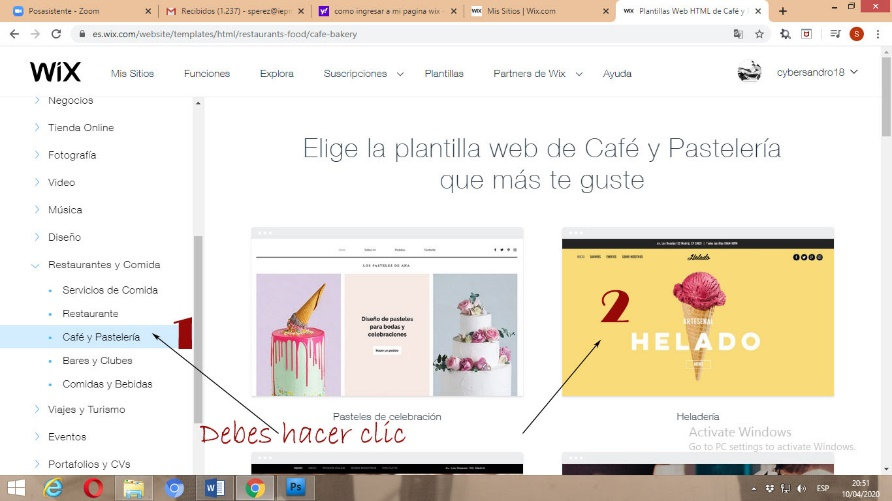 Posasistente - Zoom
Recibidos (1.237) - sperez@iepm
como ingresar a mi pagina wix -
WiX Mis Sitios | Wix.com
WiX Plantillas Web HTML de Café y P
es.wix.com/website/templates/html/restaurants-food/cafe-bakery
S
WiX
Mis Sitios
Funciones
Explora
Suscripciones
Plantillas
Partners de Wix
Ayuda
cybersandro18
Negocios
Tienda Online
Fotografía
Video
Música
Diseño
Restaurantes y Comida
Servicios de Comida
Restaurante
Café y Pastelería
Bares y Clubes
Comidas y Bebidas
Viajes y Turismo
Eventos
Portafolios y CVs
1
Debes hacer clic
Elige la plantilla web de Café y Pastelería
que más te guste
LOS PASTELES DE ANA
Diseño de pasteles
para bodas y
celebraciones
Pasteles de celebración
Helado
2
ARTESANAL
HELADO
Heladería
Activate Windows
Go to PC settings to activate Windows.
W
Ps
ESP
20:51
10/04/2020